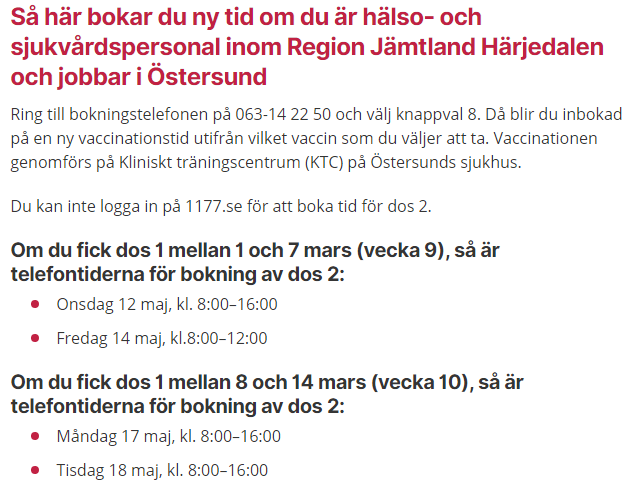 Så här bokar du ny tid om du är hälso- och
sjukvårdspersonal inom Region Jämtland Härjedalen
och jobbar i Östersund
Ring till bokningstelefonen på 063-14 22 50 och välj knappval 8. Då blir du inbokad
på en ny vaccinationstid utifrån vilket vaccin som du väljer att ta. Vaccinationen
genomförs på Kliniskt träningscentrum (KTC) på Östersunds sjukhus.
Du kan inte logga in på 1177.se för att boka tid för dos 2.
Om du fick dos 1 mellan 1 och 7 mars (vecka 9), så är
telefontiderna för bokning av dos 2:
Onsdag 12 maj, kl. 8:00–16:00
Fredag 14 maj, kl.8:00–12:00
Om du fick dos 1 mellan 8 och 14 mars (vecka 10), så är
telefontiderna för bokning av dos 2:
Måndag 17 maj, kl. 8:00–16:00
Tisdag 18 maj, kl. 8:00–16:00